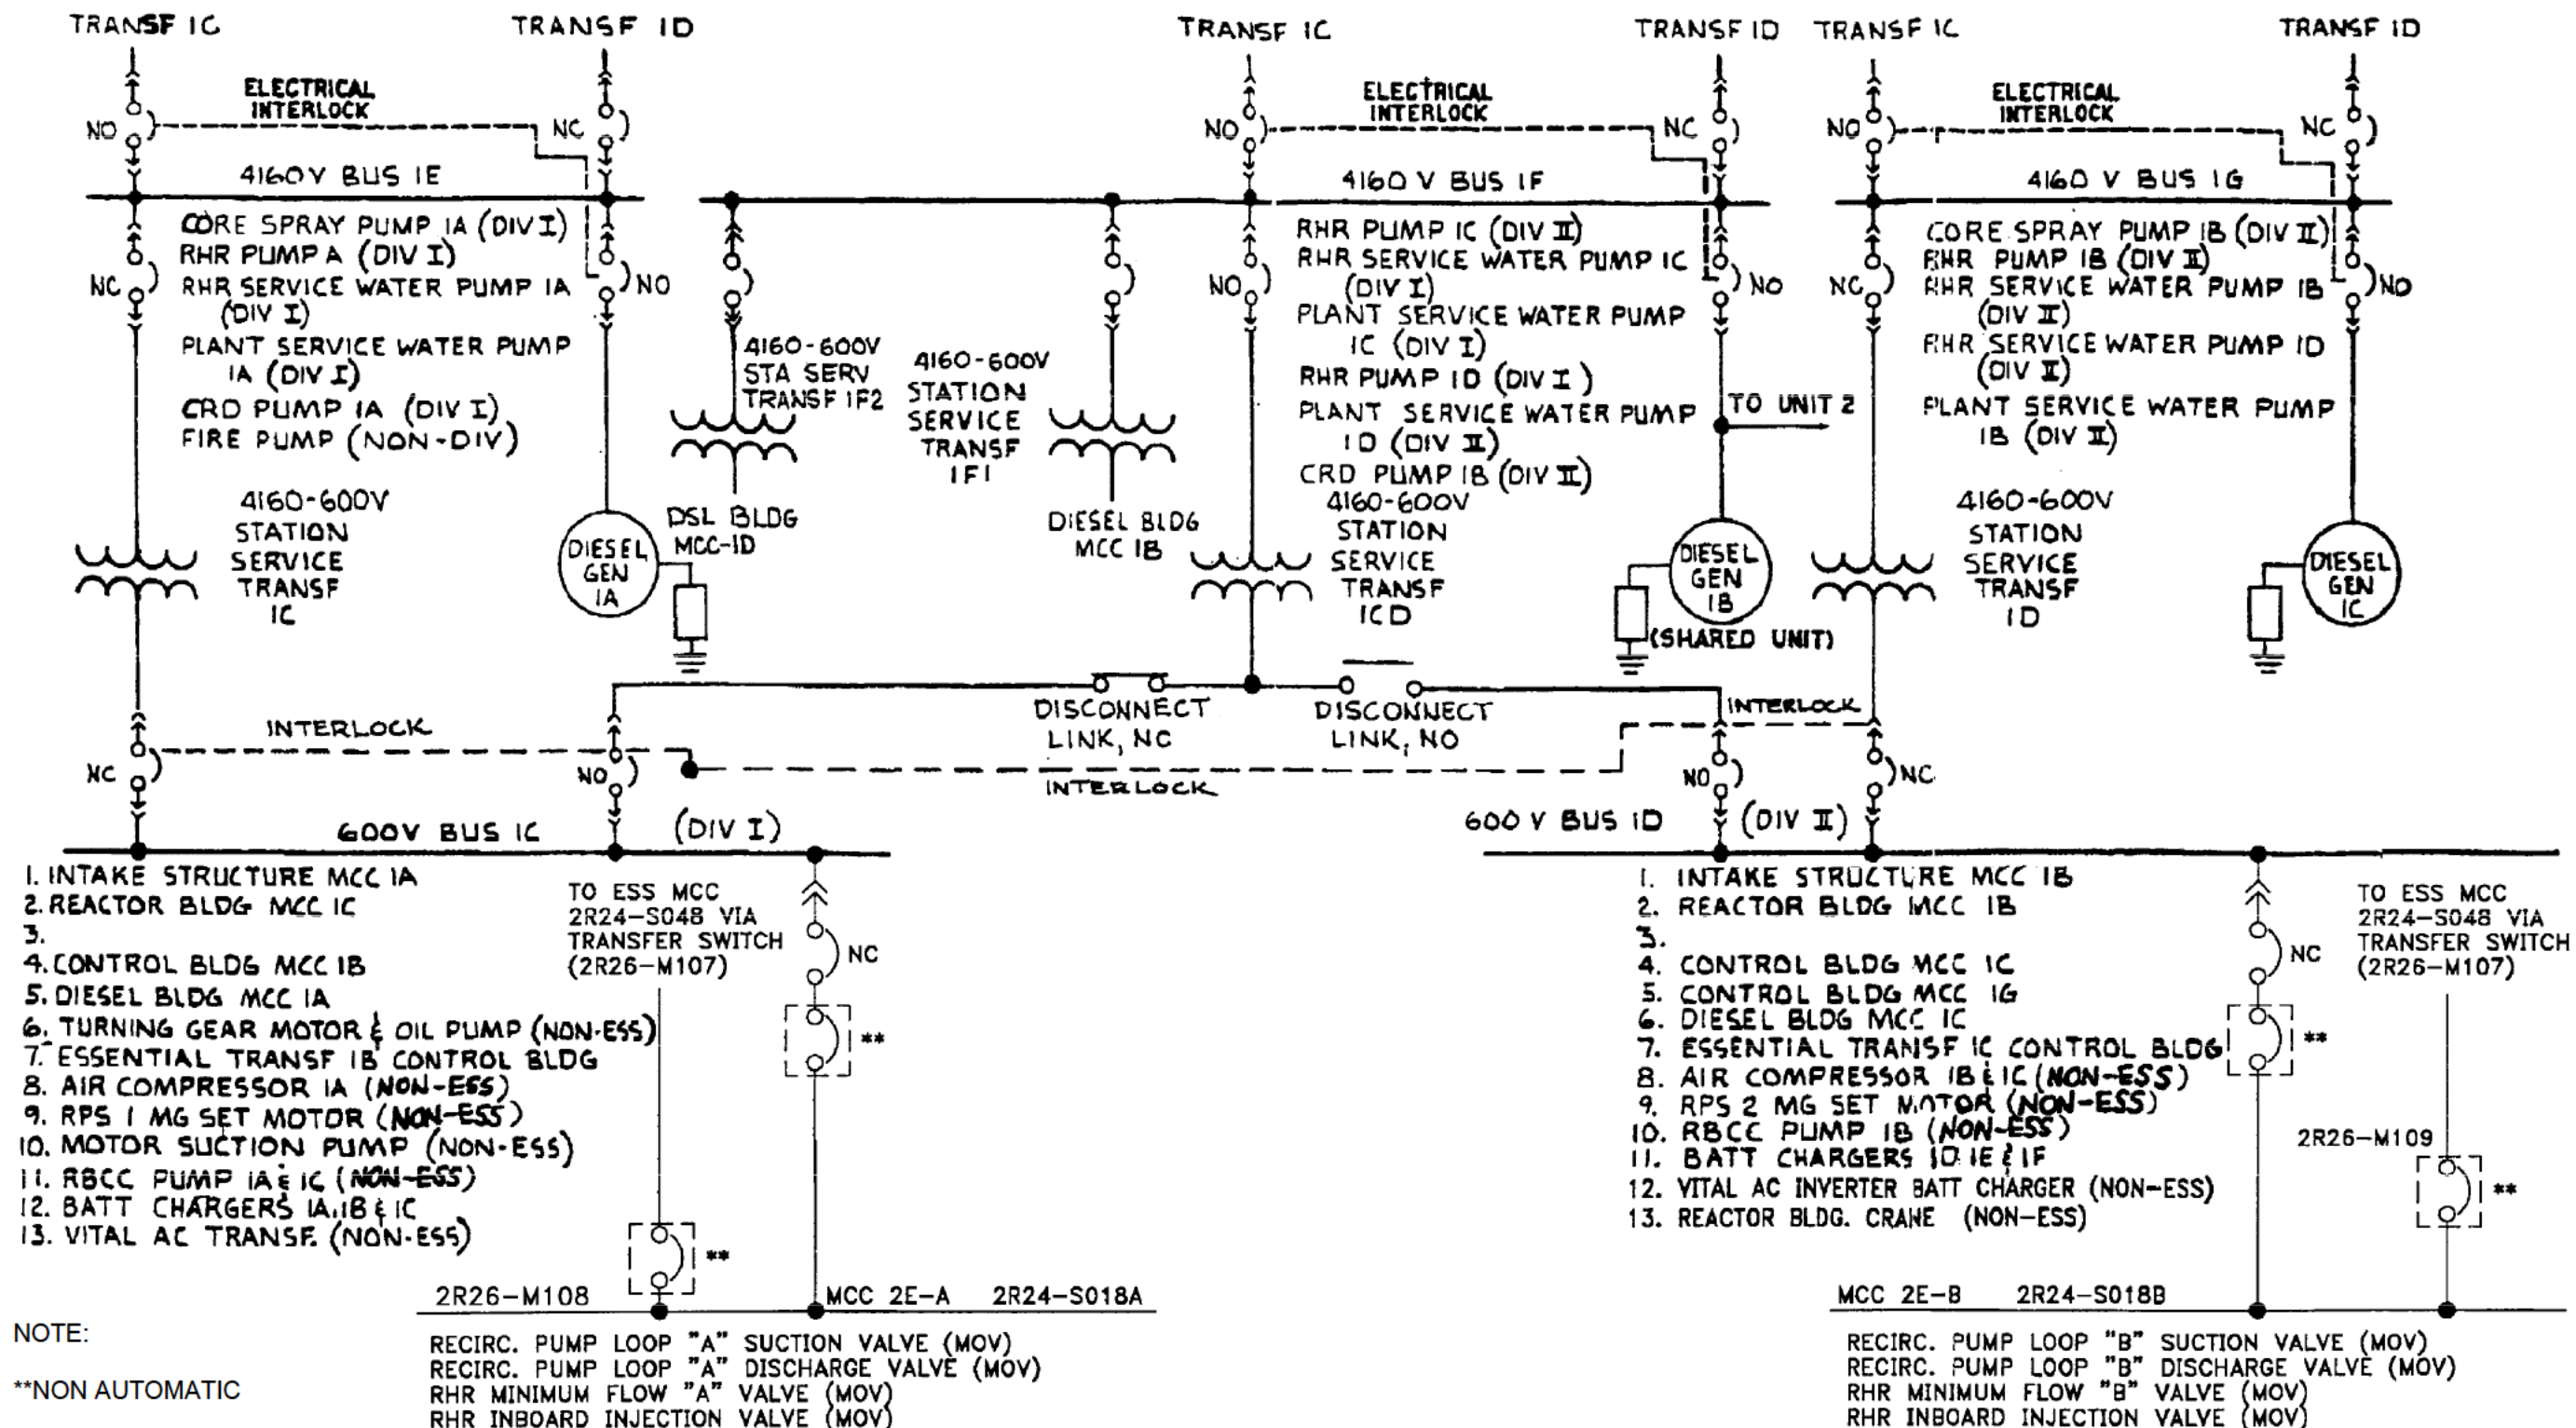 TRANSF 1C
TRANSF 1D
TRANSF 1C
TRANSF 1D
TRANSF 1C
TRANSF 1D
ELECTRICAL
INTERLOCK
NO
NC
4160V BUS 1E
CORE SPRAY PUMP 1A (DIV I)
RHR PUMP A (DIV I)
RHR SERVICE WATER PUMP 1A
(DIV I)
PLANT SERVICE WATER PUMP
1A (DIV I)
CRD PUMP 1A (DIV I)
FIRE PUMP (NON-DIV)
NC
NO
4160-600V
STATION
SERVICE
TRANSF
1C
DIESEL
GEN
1A
4160-600V
STA SERV
TRANSF 1F2
DSL BLDG
MCC-1D
4160-600V
STATION
SERVICE
TRANSF
1F1
DIESEL BLDG
MCC 1B
ELECTRICAL
INTERLOCK
NO
NC
4160 V BUS 1F
RHR PUMP 1C (DIV II)
RHR SERVICE WATER PUMP 1C
(DIV I)
PLANT SERVICE WATER PUMP
1C (DIV I)
RHR PUMP 1D (DIV I)
PLANT SERVICE WATER PUMP
1D (DIV II)
CRD PUMP 1B (DIV II)
NO
NO
4160-600V
STATION
SERVICE
TRANSF
1CD
TO UNIT 2
DIESEL
GEN
1B
(SHARED UNIT)
ELECTRICAL
INTERLOCK
NO
NC
4160 V BUS 1G
CORE SPRAY PUMP 1B (DIV II)
RHR PUMP 1B (DIV II)
RHR SERVICE WATER PUMP 1B
(DIV II)
RHR SERVICE WATER PUMP 1D
(DIV II)
PLANT SERVICE WATER PUMP
1B (DIV II)
NC
NO
4160-600V
STATION
SERVICE
TRANSF
1D
DIESEL
GEN
1C
DISCONNECT
LINK, NC
DISCONNECT
LINK, NO
INTERLOCK
INTERLOCK
INTERLOCK
NC
NO
NO
NC
600V BUS 1C
(DIV I)
600 V BUS 1D
(DIV II)
1. INTAKE STRUCTURE MCC 1A
2. REACTOR BLDG MCC 1C
3.
4. CONTROL BLDG MCC 1B
5. DIESEL BLDG MCC 1A
6. TURNING GEAR MOTOR & OIL PUMP (NON-ESS)
7. ESSENTIAL TRANSF 1B CONTROL BLDG
8. AIR COMPRESSOR 1A (NON-ESS)
9. RPS 1 MG SET MOTOR (NON-ESS)
10. MOTOR SUCTION PUMP (NON-ESS)
11. RBCC PUMP 1A & 1C (NON-ESS)
12. BATT CHARGERS 1A, 1B & 1C
13. VITAL AC TRANSF. (NON-ESS)
TO ESS MCC
2R24-S048 VIA
TRANSFER SWITCH
(2R26-M107)
NC
**
**
2R26-M108
MCC 2E-A 2R24-S018A
RECIRC. PUMP LOOP "A" SUCTION VALVE (MOV)
RECIRC. PUMP LOOP "A" DISCHARGE VALVE (MOV)
RHR MINIMUM FLOW "A" VALVE (MOV)
RHR INBOARD INJECTION VALVE (MOV)
1. INTAKE STRUCTURE MCC 1B
2. REACTOR BLDG MCC 1B
3.
4. CONTROL BLDG MCC 1C
5. CONTROL BLDG MCC 1G
6. DIESEL BLDG MCC 1C
7. ESSENTIAL TRANSF 1C CONTROL BLDG
8. AIR COMPRESSOR 1B & 1C (NON-ESS)
9. RPS 2 MG SET MOTOR (NON-ESS)
10. RBCC PUMP 1B (NON-ESS)
11. BATT CHARGERS 1D 1E & 1F
12. VITAL AC INVERTER BATT CHARGER (NON-ESS)
13. REACTOR BLDG. CRANE (NON-ESS)
NC
**
TO ESS MCC
2R24-S048 VIA
TRANSFER SWITCH
(2R26-M107)
2R26-M109
**
MCC 2E-B 2R24-S018B
RECIRC. PUMP LOOP "B" SUCTION VALVE (MOV)
RECIRC. PUMP LOOP "B" DISCHARGE VALVE (MOV)
RHR MINIMUM FLOW "B" VALVE (MOV)
RHR INBOARD INJECTION VALVE (MOV)
NOTE:
**NON AUTOMATIC